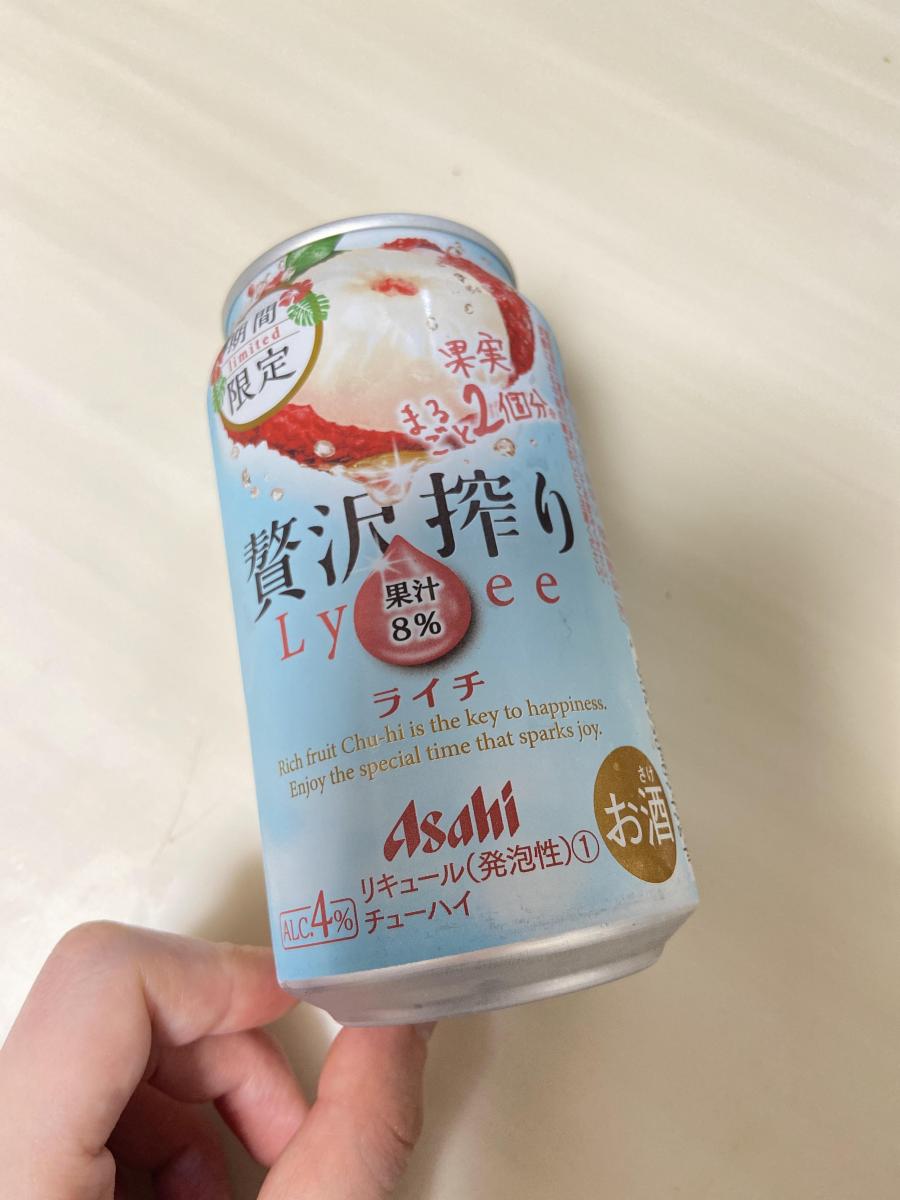 期間
limited
限定
果実
まる
ごと2個分
贅沢搾り
Ly ee
果汁
8%
ライチ
Rich fruit Chu-hi is the key to happiness.
Enjoy the special time that sparks joy.
Asahi
さけ
お酒
リキュール(発泡性)①
ALC.4%
チューハイ